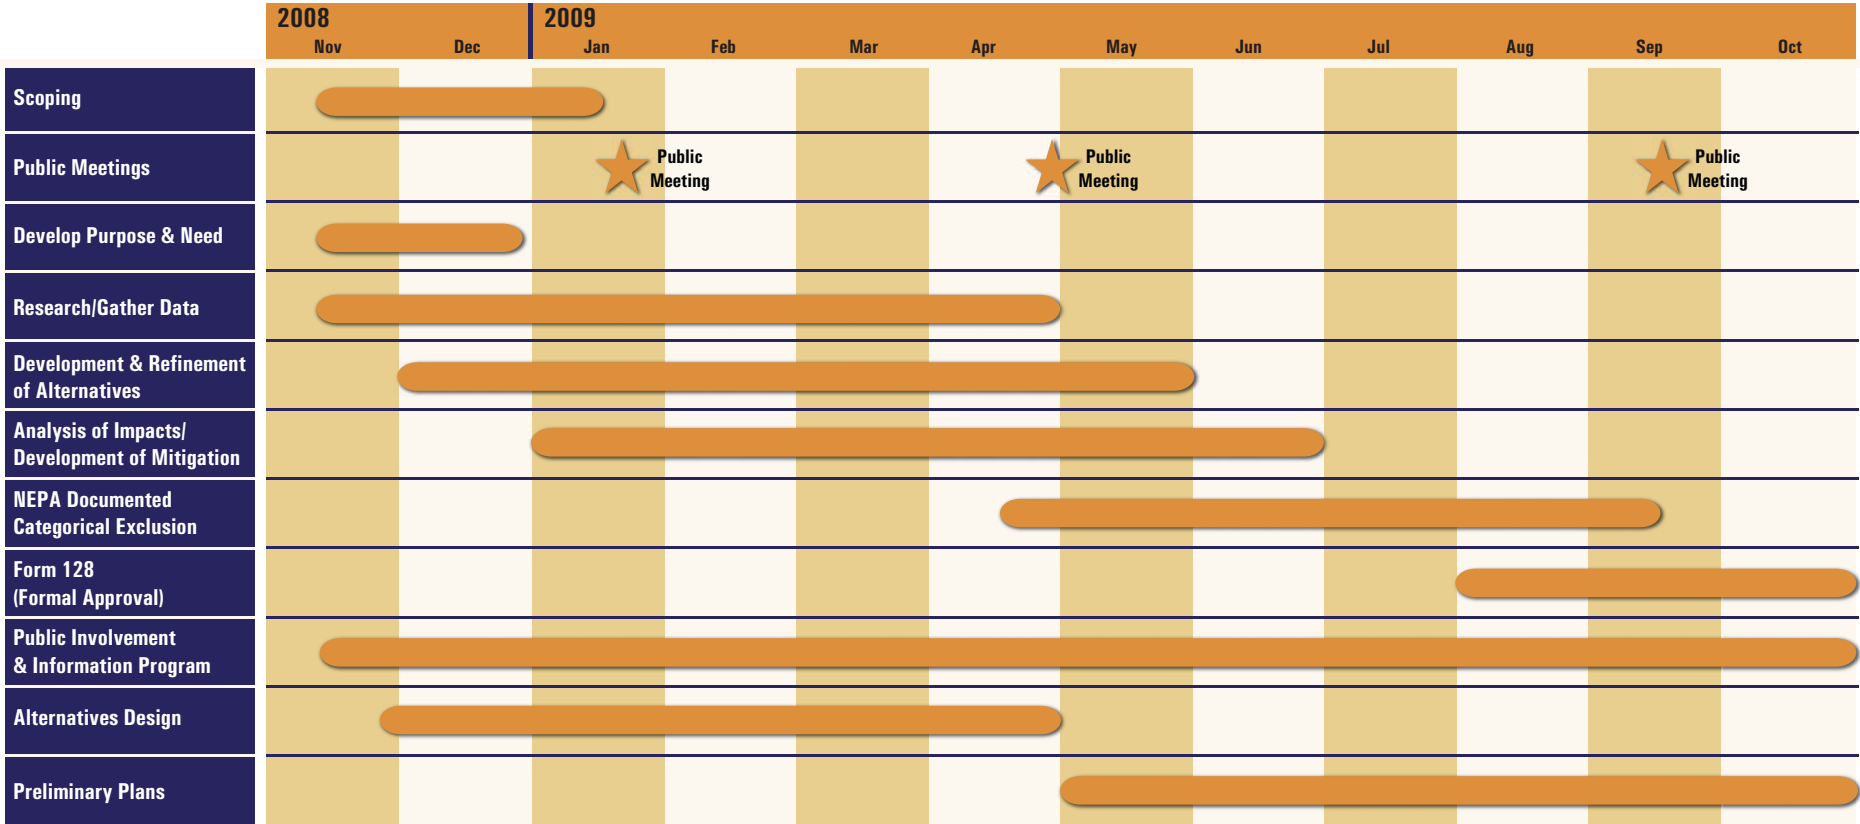 2008 2009
Nov Dec Jan Feb Mar Apr May Jun Jul Aug Sep Oct
Scoping
Public Meetings
Public
Meeting
Public
Meeting
Public
Meeting
Develop Purpose & Need
Research/Gather Data
Development & Refinement
of Alternatives
Analysis of Impacts/
Development of Mitigation
NEPA Documented
Categorical Exclusion
Form 128
(Formal Approval)
Public Involvement
& Information Program
Alternatives Design
Preliminary Plans